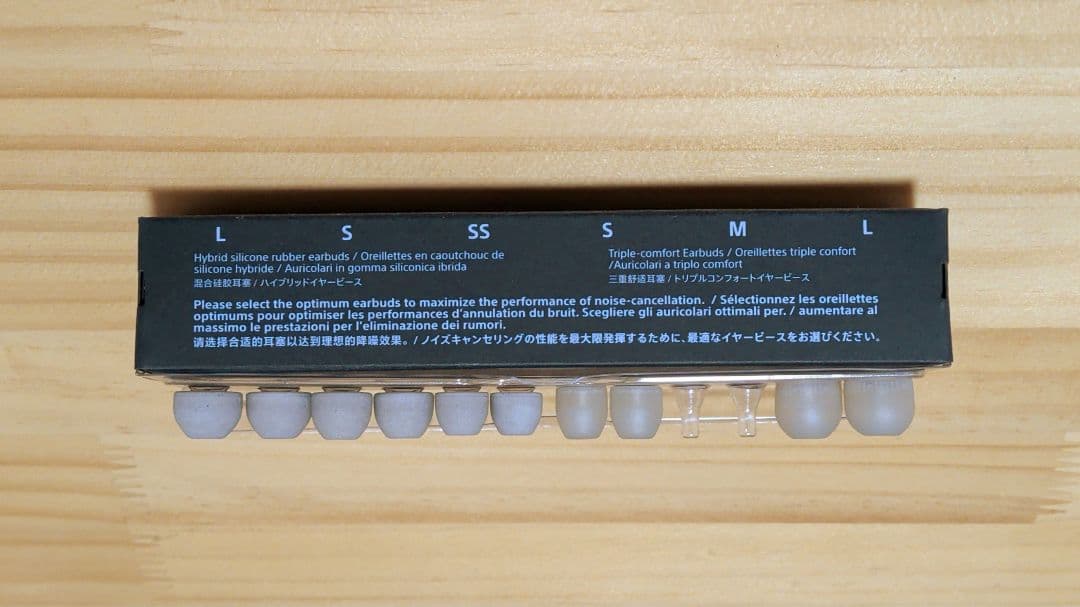 L S SS S M L
Hybrid silicone rubber earbuds / Oreillettes en caoutchouc de
silicone hybride / Auricolari in gomma siliconica ibrida
混合硅胶耳塞 / ハイブリッドイヤーピース
Triple-comfort Earbuds / Oreillettes triple confort
/Auricolari a triplo comfort
三重舒适耳塞 / トリプルコンフォートイヤーピース
Please select the optimum earbuds to maximize the performance of noise-cancellation. / Sélectionnez les oreillettes
optimums pour optimiser les performances d'annulation du bruit. Scegliere gli auricolari ottimali per. / aumentare al
massimo le prestazioni per l'eliminazione dei rumori.
请选择合适的耳塞以达到理想的降噪效果。/ ノイズキャンセリングの性能を最大限発揮するために、最適なイヤーピースをお選びください。